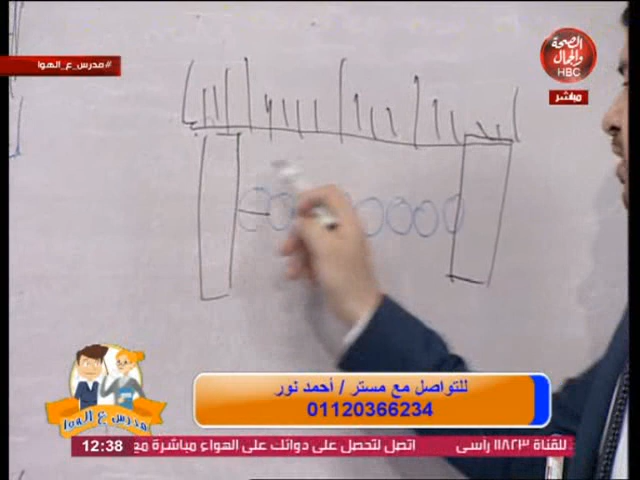 الصحة
والجمال
HBC
مباشر
#مدرس_ع_الهوا
للتواصل مع مستر / أحمد نور
01120366234
مدرس ع الهوا
12:38
للقناة ١١٨٢٣ رأسى
اتصل لتحصل على دوائك على الهواء مباشرة مع